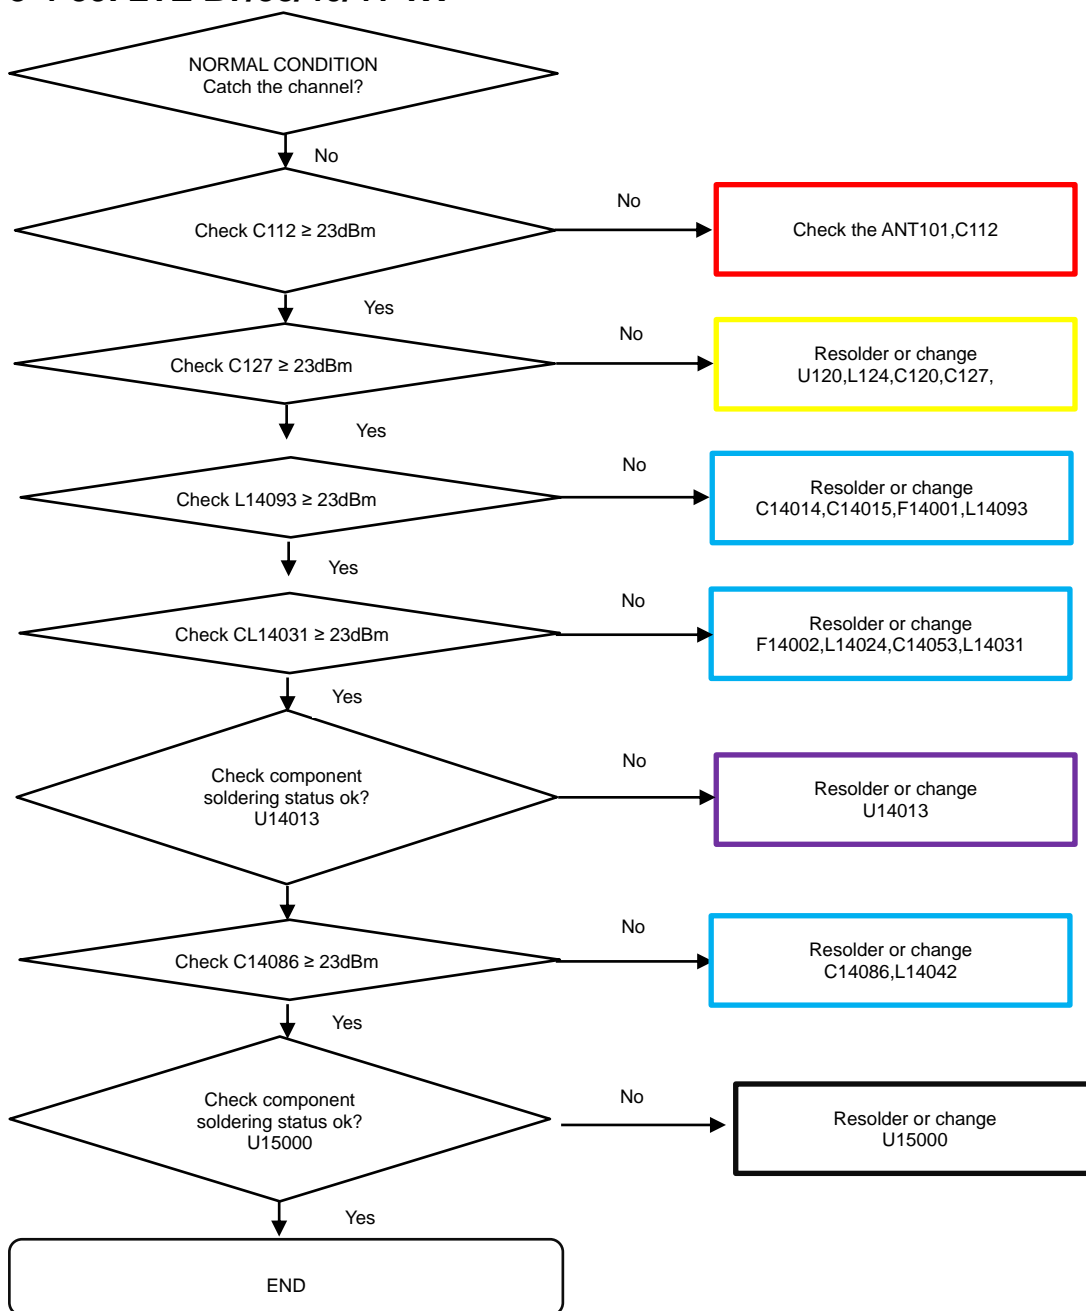 NORMAL CONDITION
Catch the channel?
No
Check C112 ≥ 23dBm
No
Check the ANT101,C112
Yes
Check C127 ≥ 23dBm
No
Resolder or change
U120,L124,C120,C127,
Yes
Check L14093 ≥ 23dBm
No
Resolder or change
C14014,C14015,F14001,L14093
Yes
Check CL14031 ≥ 23dBm
No
Resolder or change
F14002,L14024,C14053,L14031
Yes
Check component
soldering status ok?
U14013
No
Resolder or change
U14013
Check C14086 ≥ 23dBm
No
Resolder or change
C14086,L14042
Yes
Check component
soldering status ok?
U15000
No
Resolder or change
U15000
Yes
END